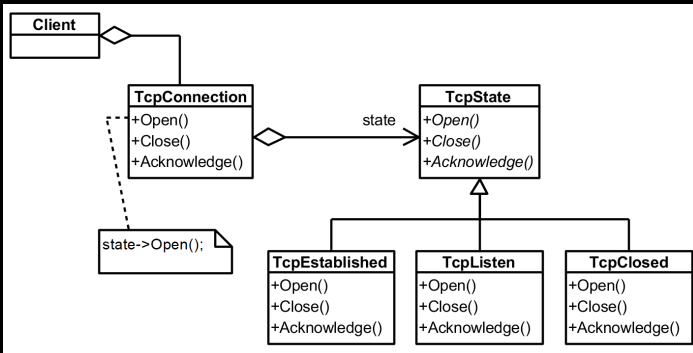 Client
TcpConnection
+Open()
+Close()
+Acknowledge()
state
TcpState
+Open()
+Close()
+Acknowledge()
state->Open();
TcpEstablished
+Open()
+Close()
+Acknowledge()
TcpListen
+Open()
+Close()
+Acknowledge()
TcpClosed
+Open()
+Close()
+Acknowledge()